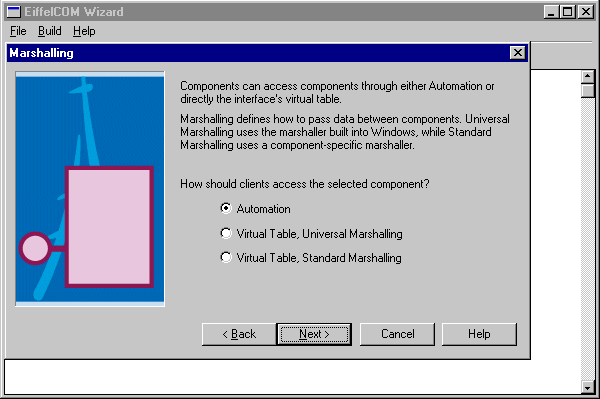 EiffelCOM Wizard
File Build Help
Marshalling
Components can access components through either Automation or
directly the interface's virtual table.
Marshalling defines how to pass data between components. Universal
Marshalling uses the marshaller built into Windows, while Standard
Marshalling uses a component-specific marshaller.
How should clients access the selected component?
Automation
Virtual Table, Universal Marshalling
Virtual Table, Standard Marshalling
< Back Next > Cancel Help